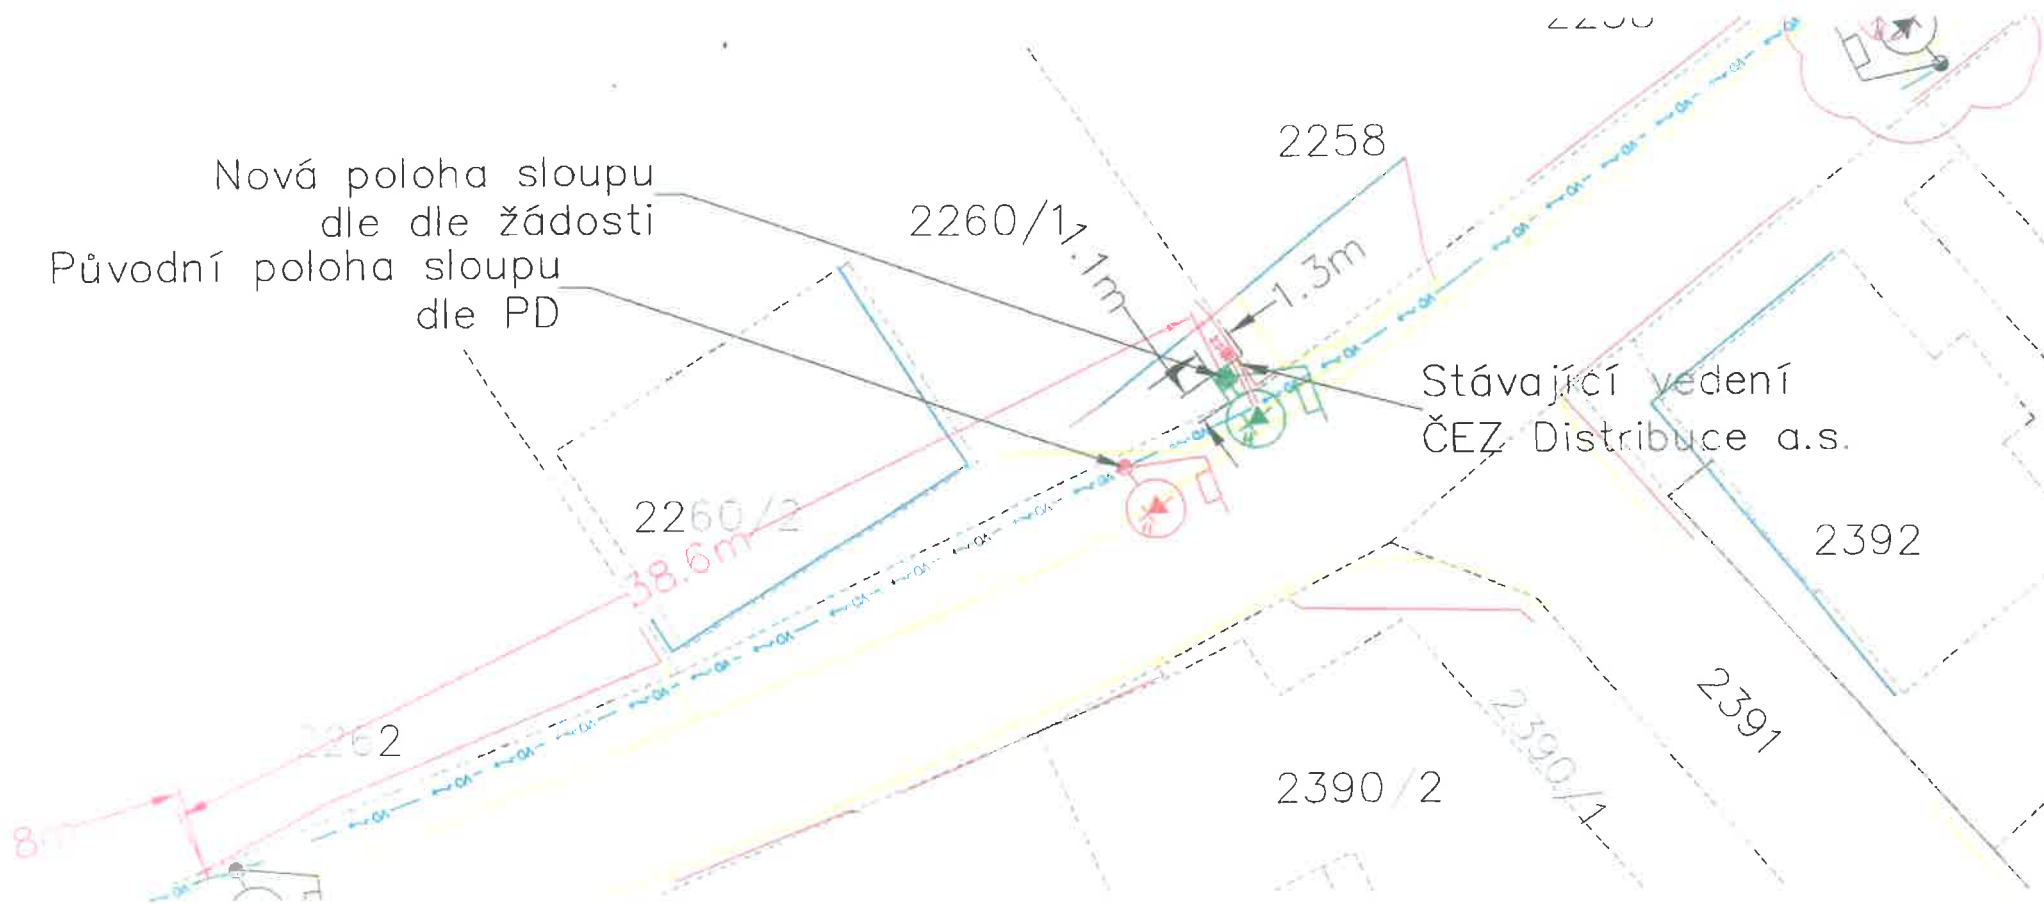 2258
Nová poloha sloupu
dle dle žádosti
Původní poloha sloupu
dle PD
2260/1
1.1m
1.3m
Stávající vedení
ČEZ Distribuce a.s.
2260/2
38.6m
2392
2262
2391
2390/1
2390/2
8m